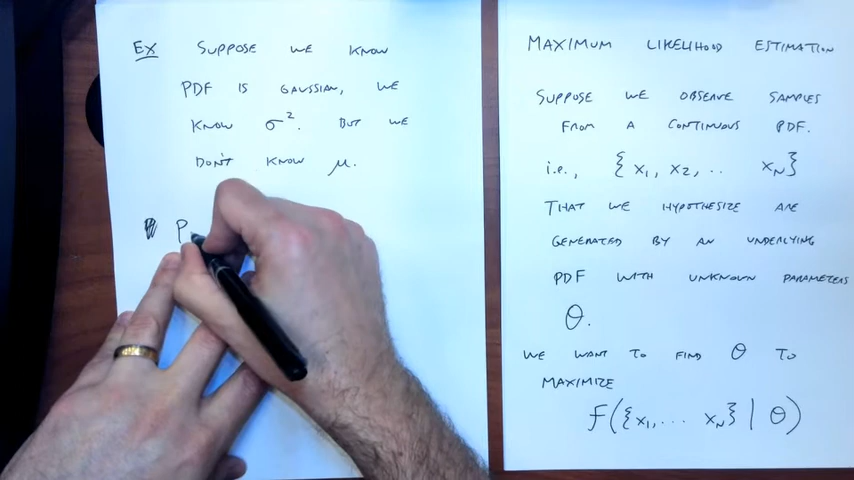 EX SUPPOSE WE KNOW
PDF IS GAUSSIAN, WE
KNOW σ². BUT WE
DON'T KNOW μ.
P
MAXIMUM LIKELIHOOD ESTIMATION
SUPPOSE WE OBSERVE SAMPLES
FROM A CONTINUOUS PDF.
i.e., {x₁, x₂, .. x_N}
THAT WE HYPOTHESIZE ARE
GENERATED BY AN UNDERLYING
PDF WITH UNKNOWN PARAMETERS
θ.
WE WANT TO FIND θ TO
MAXIMIZE
f({x₁,... x_N} | θ)